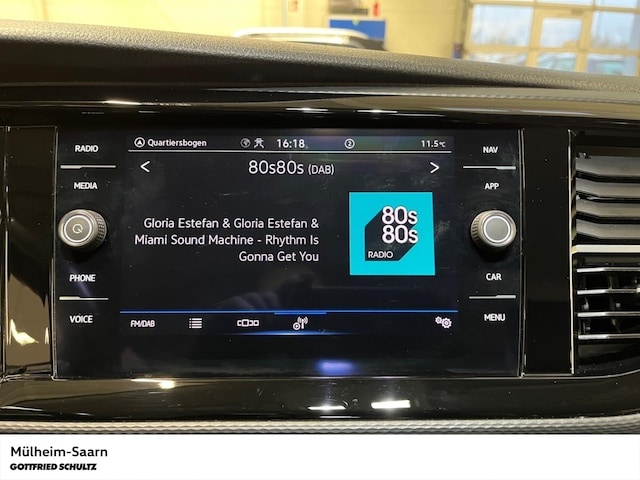 Quartiersbogen 16:18 2 11.5°C
RADIO
MEDIA
PHONE
VOICE
< 80s80s (DAB) >
Gloria Estefan & Gloria Estefan &
Miami Sound Machine - Rhythm Is
Gonna Get You
80s
80s
RADIO
FM/DAB
NAV
APP
CAR
MENU
Mülheim-Saarn
GOTTFRIED SCHULTZ